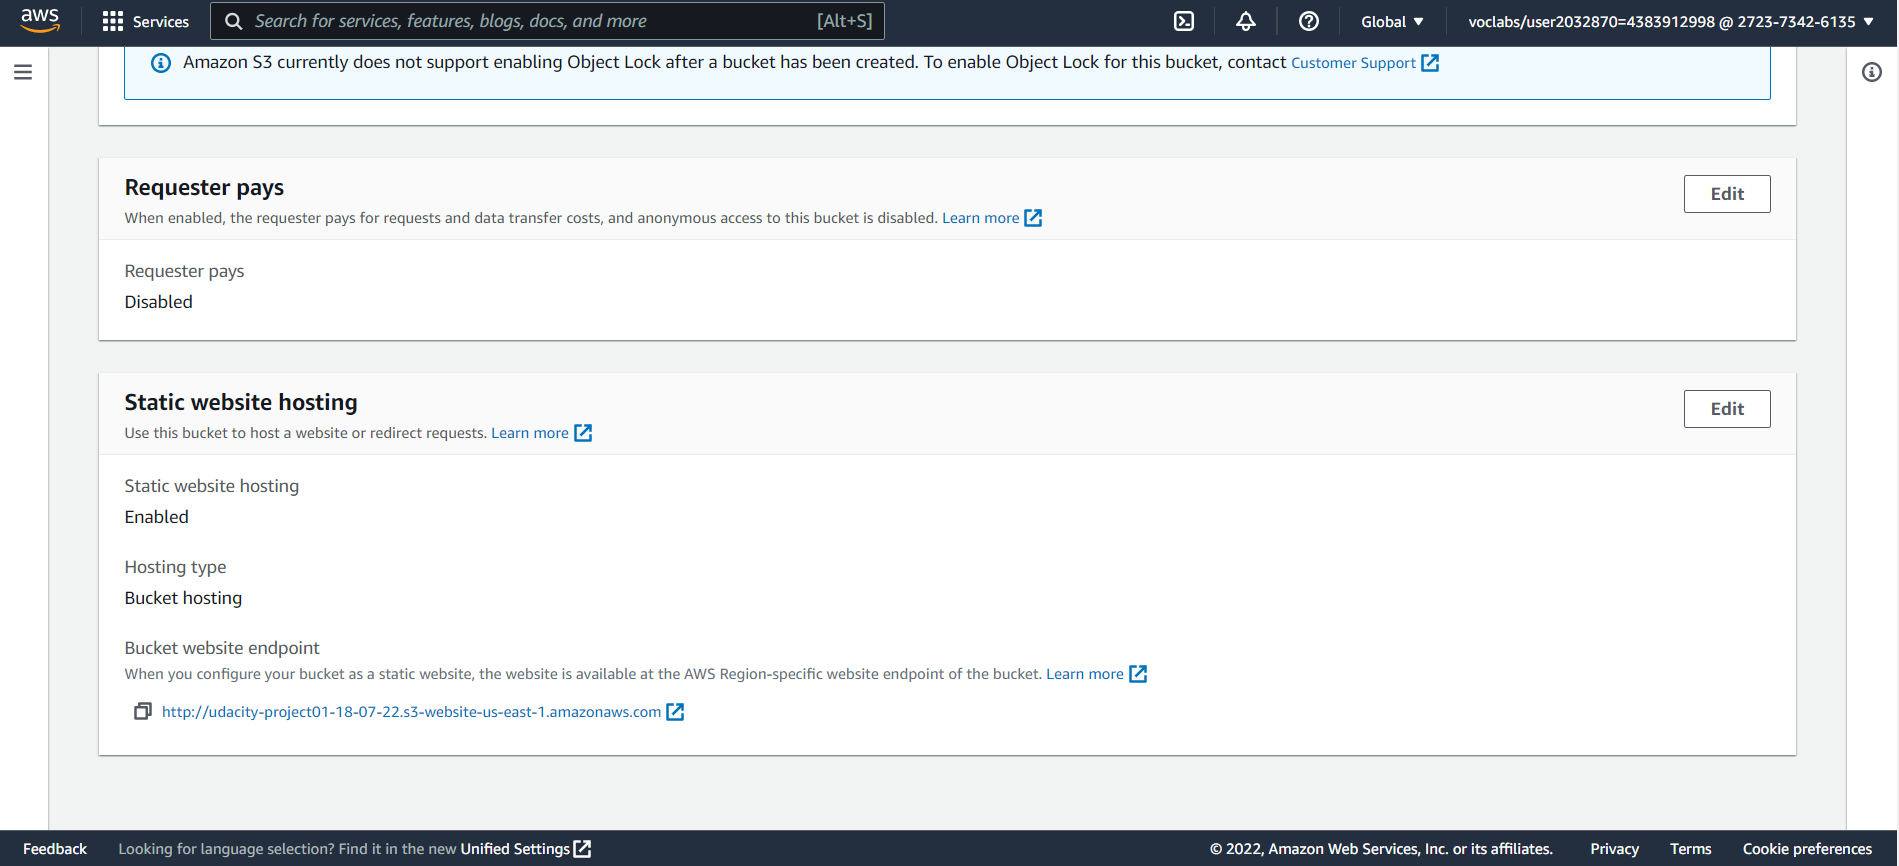 aws Services Search for services, features, blogs, docs, and more [Alt+S] Global voclabs/user2032870=4383912998 @ 2723-7342-6135
Amazon S3 currently does not support enabling Object Lock after a bucket has been created. To enable Object Lock for this bucket, contact Customer Support
Requester pays
Edit
When enabled, the requester pays for requests and data transfer costs, and anonymous access to this bucket is disabled. Learn more
Requester pays
Disabled
Static website hosting
Edit
Use this bucket to host a website or redirect requests. Learn more
Static website hosting
Enabled
Hosting type
Bucket hosting
Bucket website endpoint
When you configure your bucket as a static website, the website is available at the AWS Region-specific website endpoint of the bucket. Learn more
http://udacity-project01-18-07-22.s3-website-us-east-1.amazonaws.com
Feedback Looking for language selection? Find it in the new Unified Settings © 2022, Amazon Web Services, Inc. or its affiliates. Privacy Terms Cookie preferences